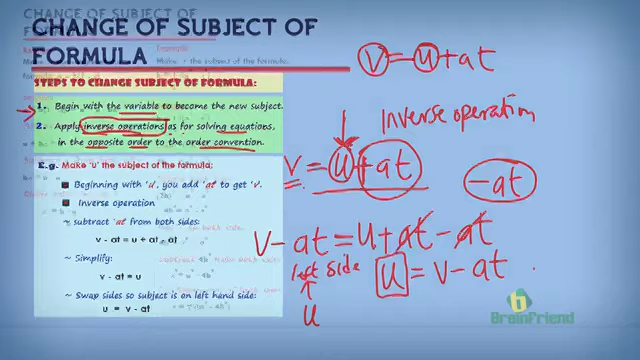 CHANGE OF SUBJECT OF
FORMULA
STEPS TO CHANGE SUBJECT OF FORMULA:
1. Begin with the variable to become the new subject.
2. Apply inverse operations as for solving equations,
in the opposite order to the order convention.
E.g. Make 'u' the subject of the formula;
Beginning with 'u', you add 'at' to get 'v'.
Inverse operation
~ subtract 'at' from both sides:
v - at = u + at - at
~ Simplify:
v - at = u
~ Swap sides so subject is on left hand side:
u = v - at
v = u + at
Inverse operation
v = u + at
- at
v - at = u + at - at
left side
u = v - at
u
b
BrainFriend